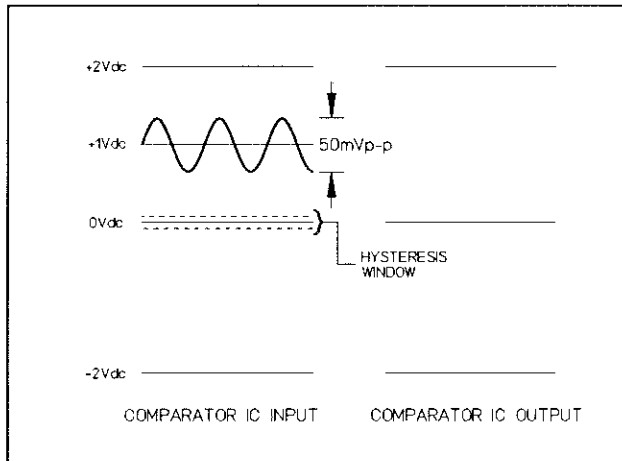 +2Vdc
+1Vdc
50mVp-p
0Vdc
HYSTERESIS
WINDOW
-2Vdc
COMPARATOR IC INPUT
COMPARATOR IC OUTPUT